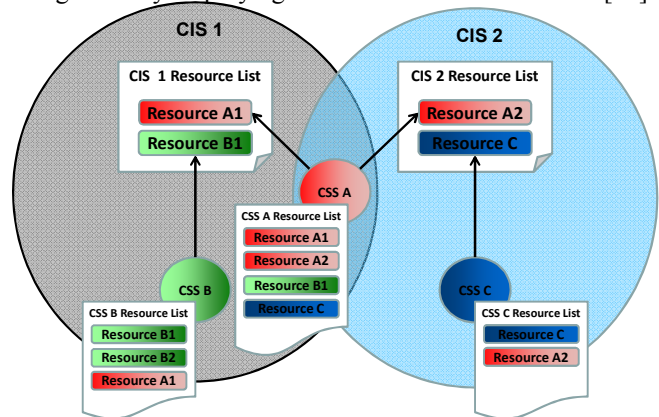 CIS 1
CIS 2
CIS 1 Resource List
Resource A1
Resource B1
CIS 2 Resource List
Resource A2
Resource C
CSS A
CSS A Resource List
Resource A1
Resource A2
Resource B1
Resource C
CSS B
CSS B Resource List
Resource B1
Resource B2
Resource A1
CSS C
CSS C Resource List
Resource C
Resource A2